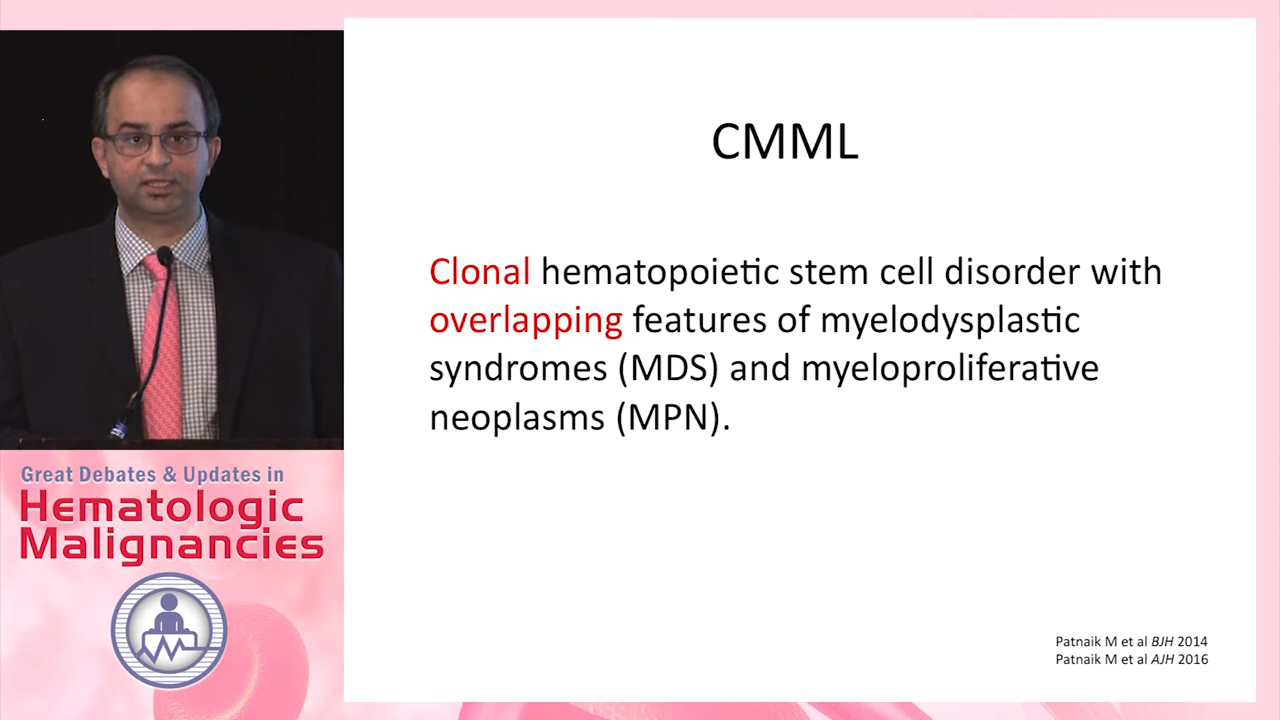 CMML
Clonal hematopoietic stem cell disorder with
overlapping features of myelodysplastic
syndromes (MDS) and myeloproliferative
neoplasms (MPN).
Patnaik M et al BJH 2014
Patnaik M et al AJH 2016
Great Debates & Updates in
Hematologic
Malignancies